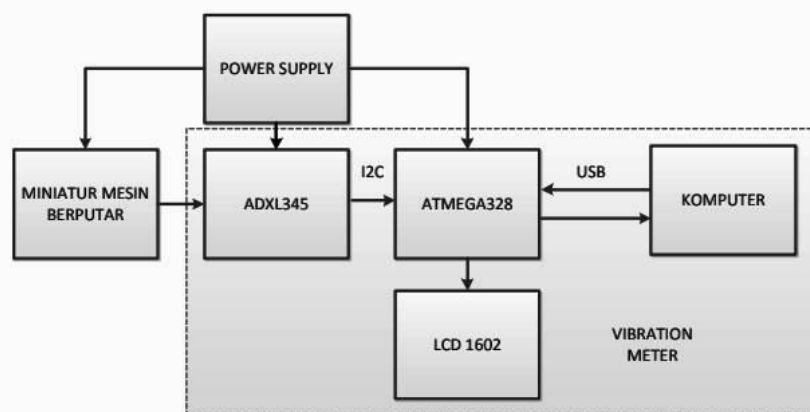 POWER SUPPLY
MINIATUR MESIN
BERPUTAR
ADXL345
I2C
ATMEGA328
USB
KOMPUTER
LCD 1602
VIBRATION
METER